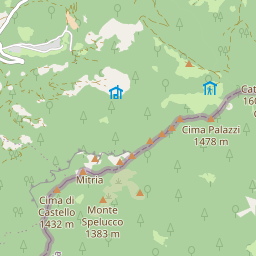 Cima Palazzi
1478 m
Mitria
Cima di
Castello
1432 m
Monte
Spelucco
1383 m